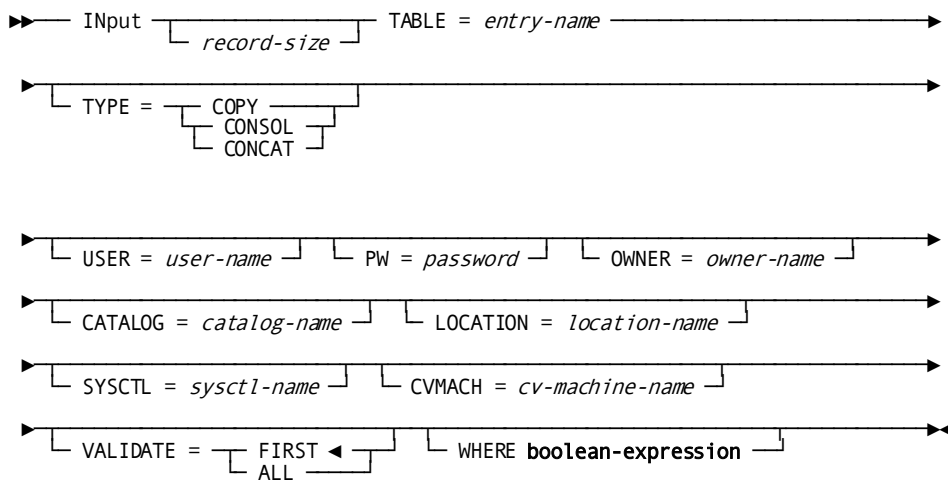 INput record-size TABLE = entry-name
TYPE = COPY
CONSOL
CONCAT
USER = user-name PW = password OWNER = owner-name
CATALOG = catalog-name LOCATION = location-name
SYSCTL = sysctl-name CVMACH = cv-machine-name
VALIDATE = FIRST ◄ WHERE boolean-expression
ALL